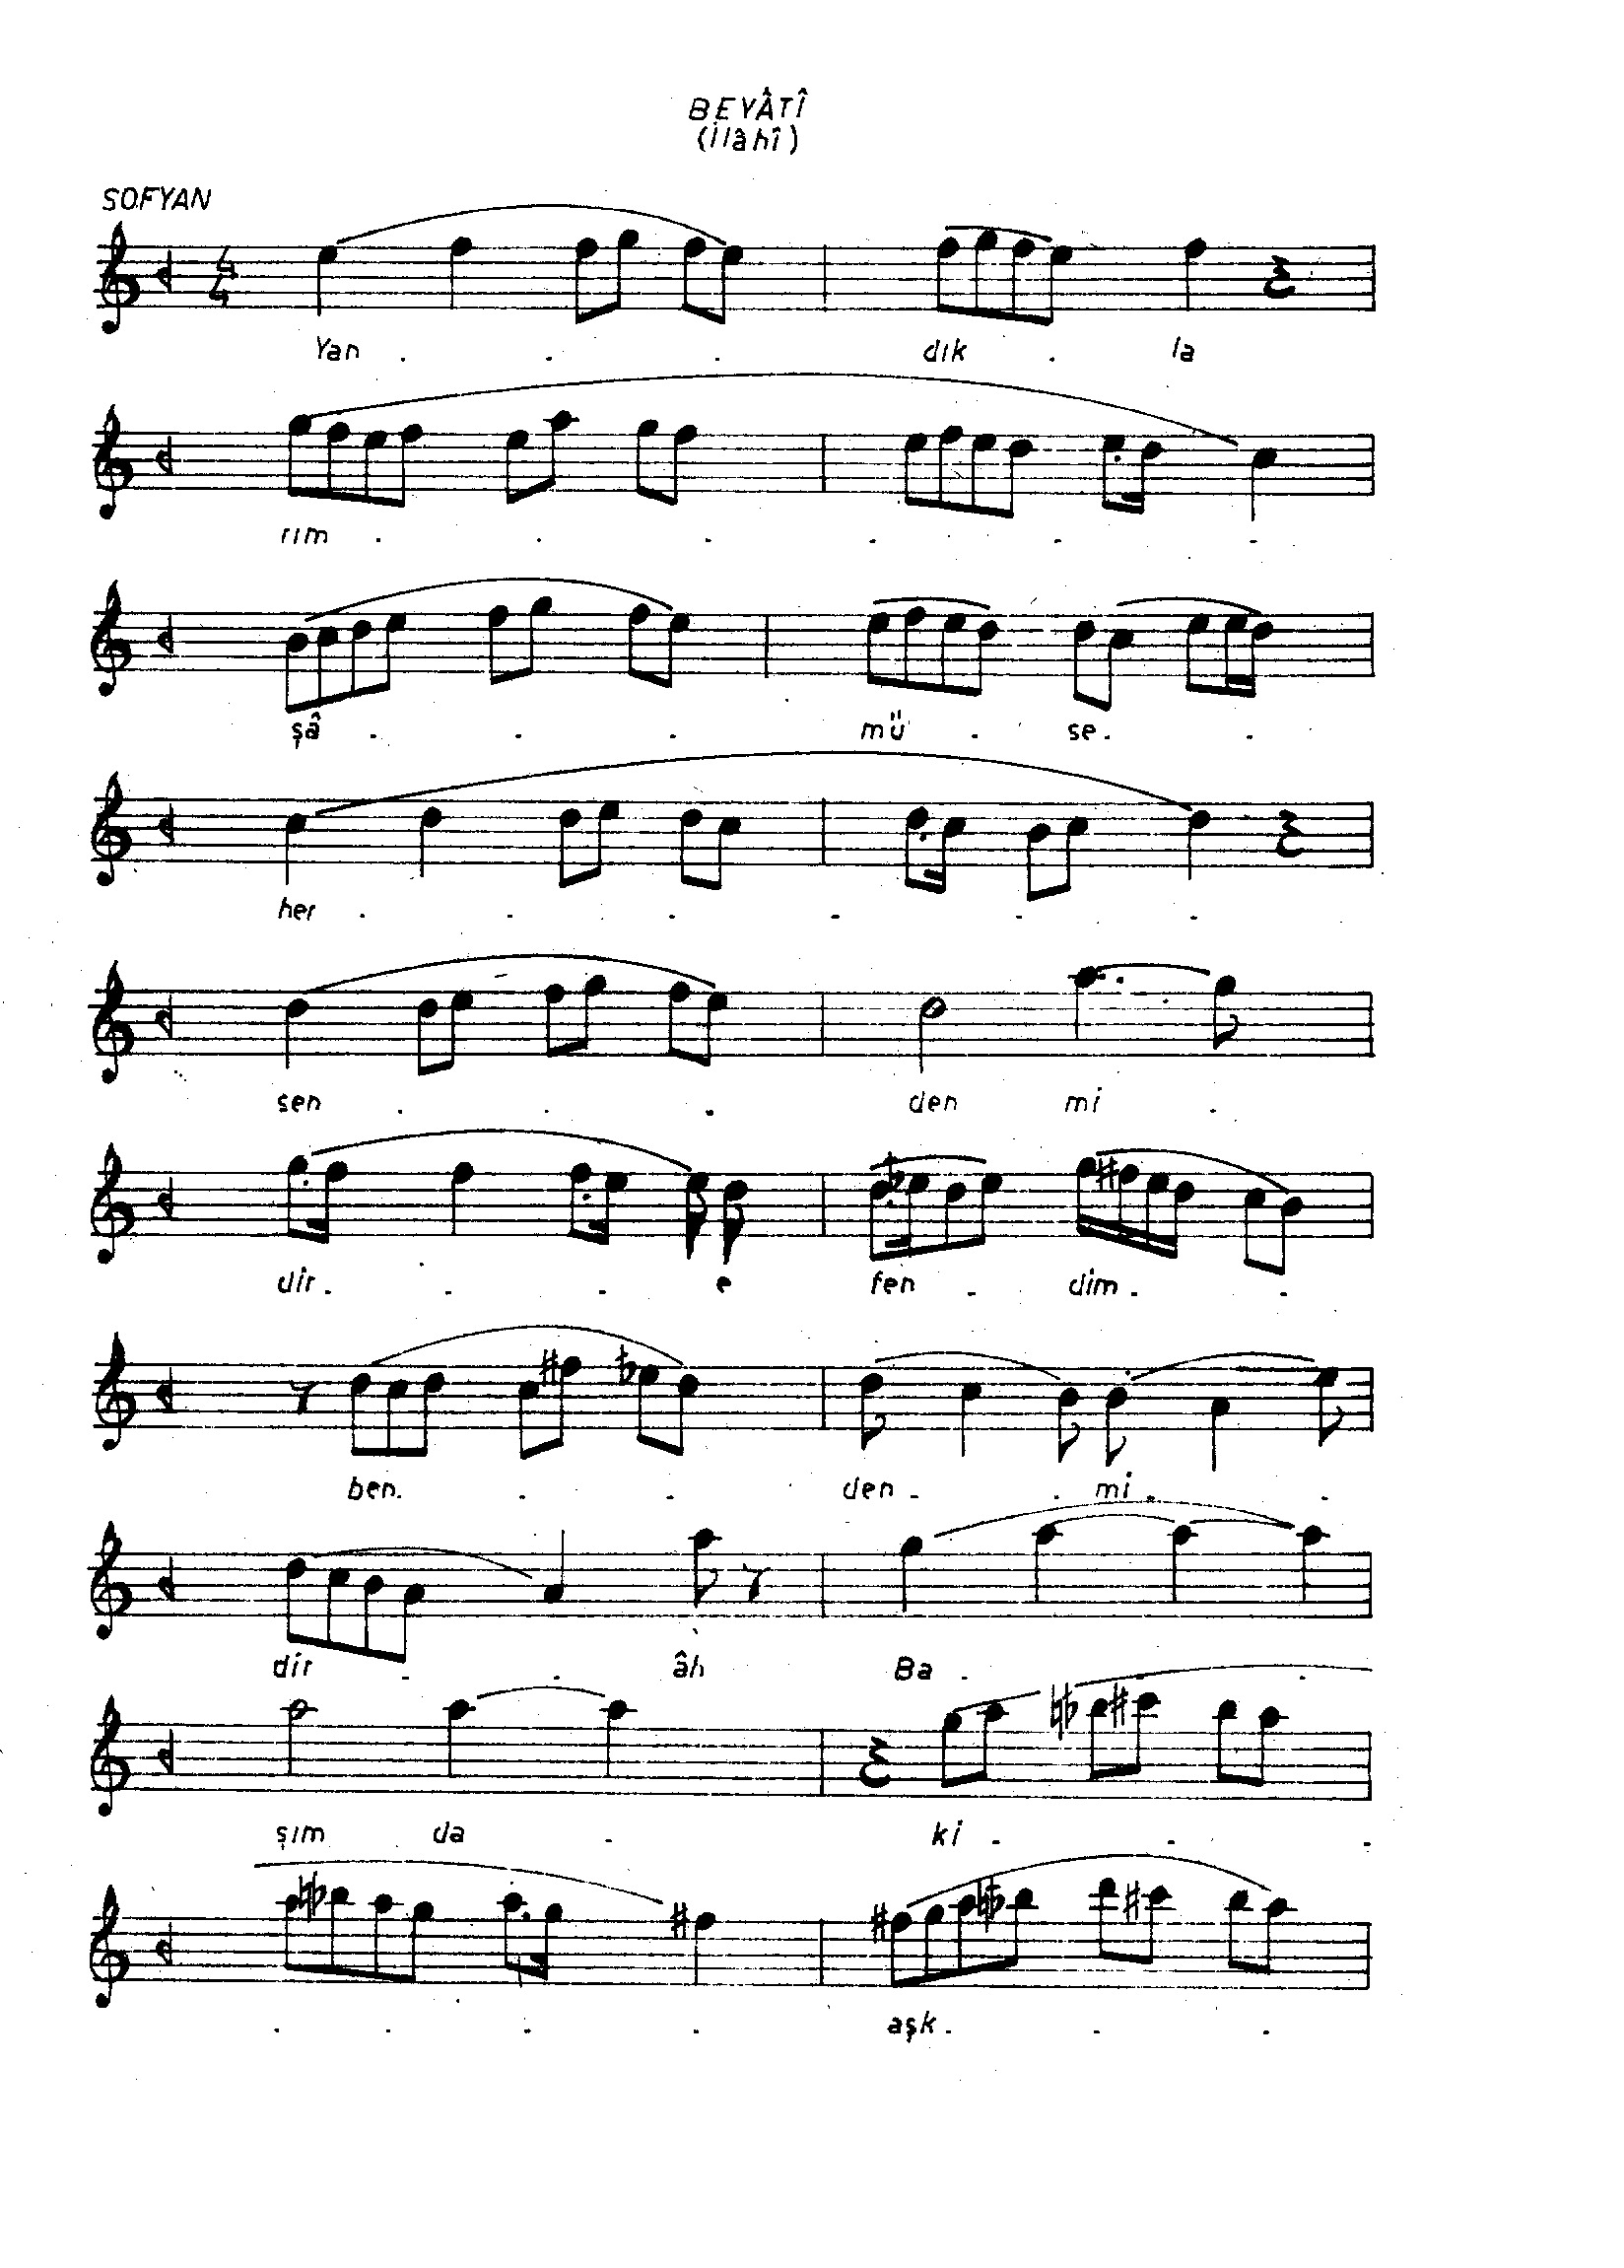 BEYÂTÎ
(İlâhî)
SOFYAN
4
4
Yan . . . dık . la
rım . . . . . .
şâ . . . mü . se . .
her . . . . . .
sen . . . den mi .
dir . . . e fen . dim . .
ben . . . den . . mi . .
dir . . âh Ba . . .
şım da . ki . . .
. . . . aşk . . .